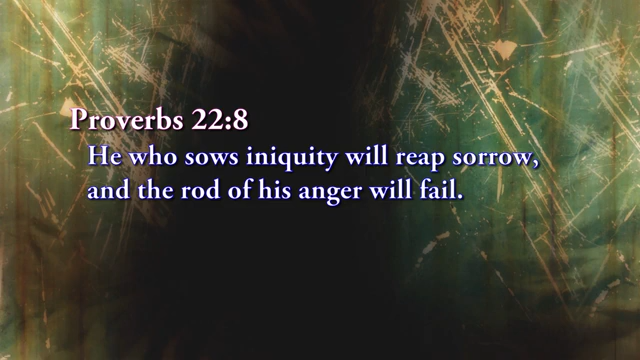 Proverbs 22:8
He who sows iniquity will reap sorrow,
and the rod of his anger will fail.